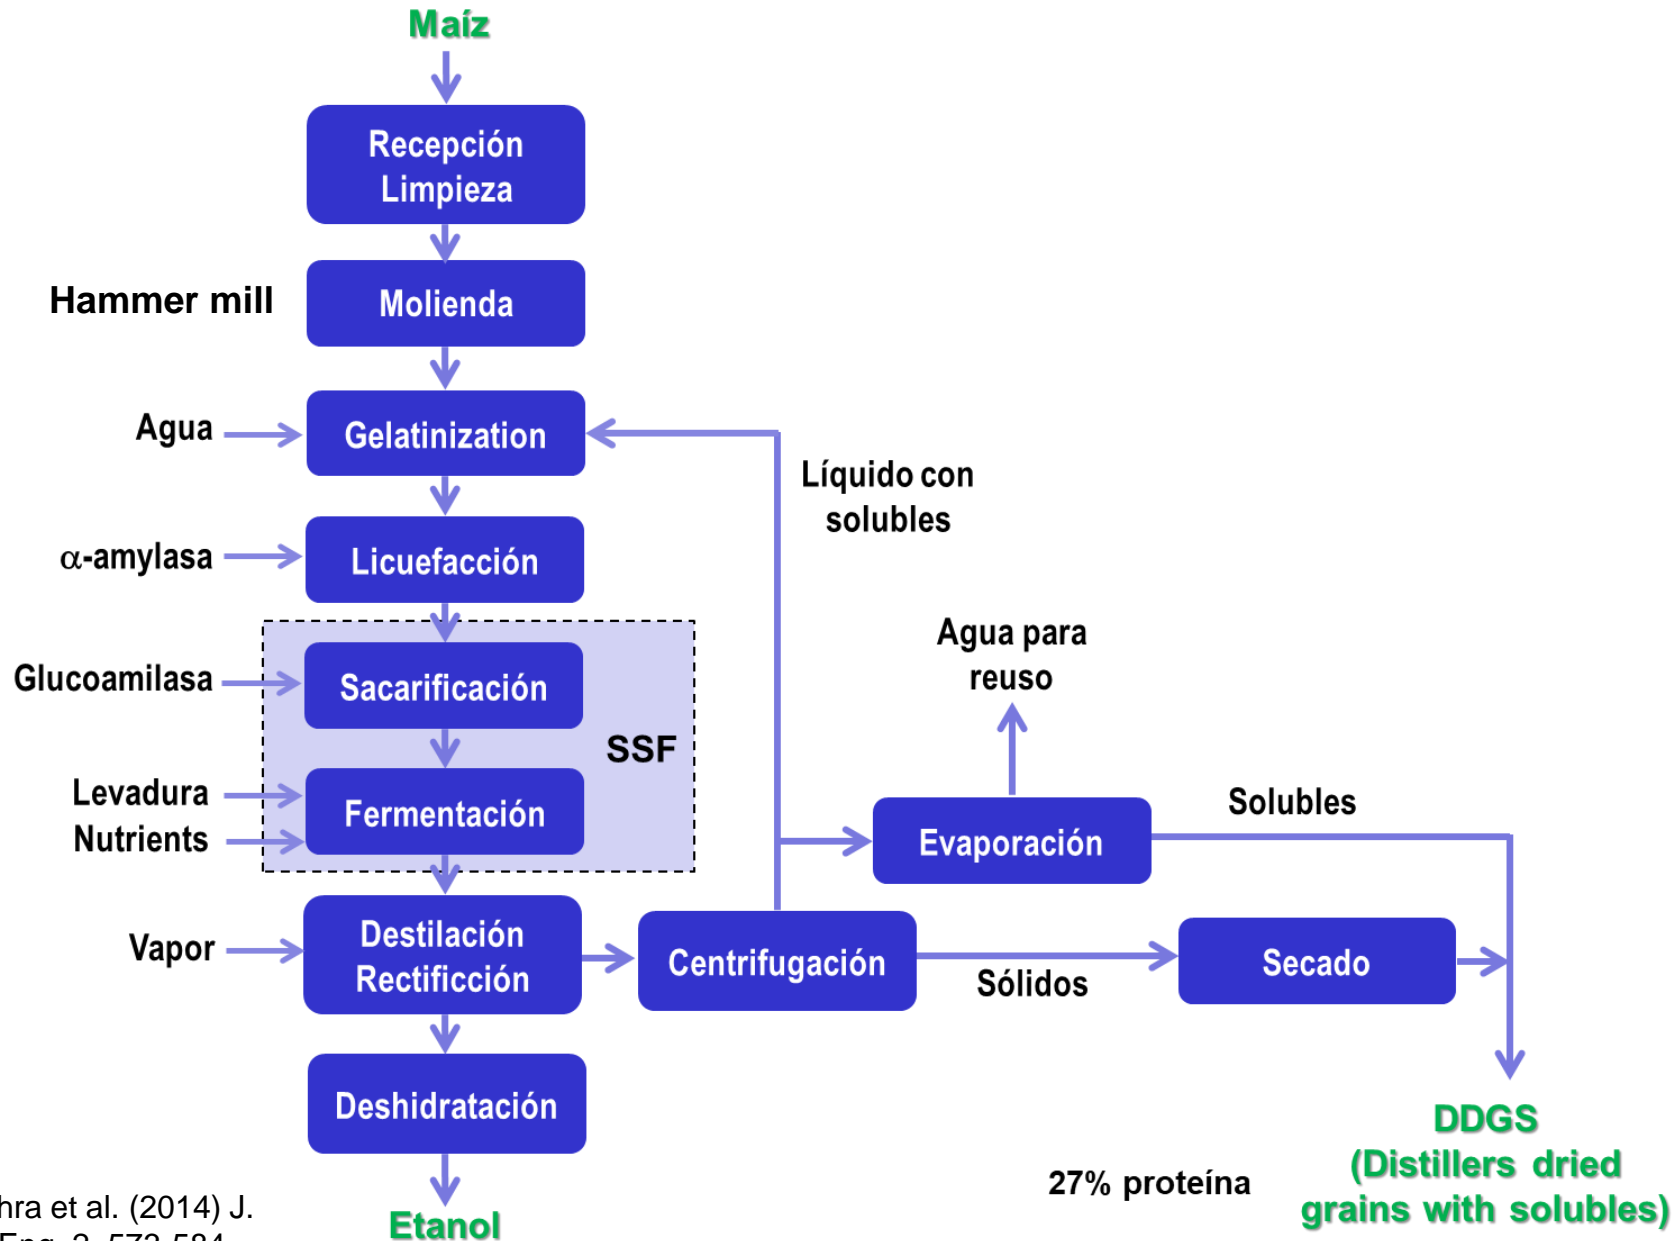 Maíz
Recepción
Limpieza
Hammer mill
Molienda
Agua
Gelatinization
Líquido con
solubles
α-amylasa
Licuefacción
Agua para
reuso
Glucoamilasa
Sacarificación
SSF
Levadura
Nutrients
Fermentación
Evaporación
Solubles
Vapor
Destilación
Rectificción
Centrifugación
Sólidos
Secado
Deshidratación
DDGS
(Distillers dried
grains with solubles)
27% proteína
et al. (2014) J.
Etanol